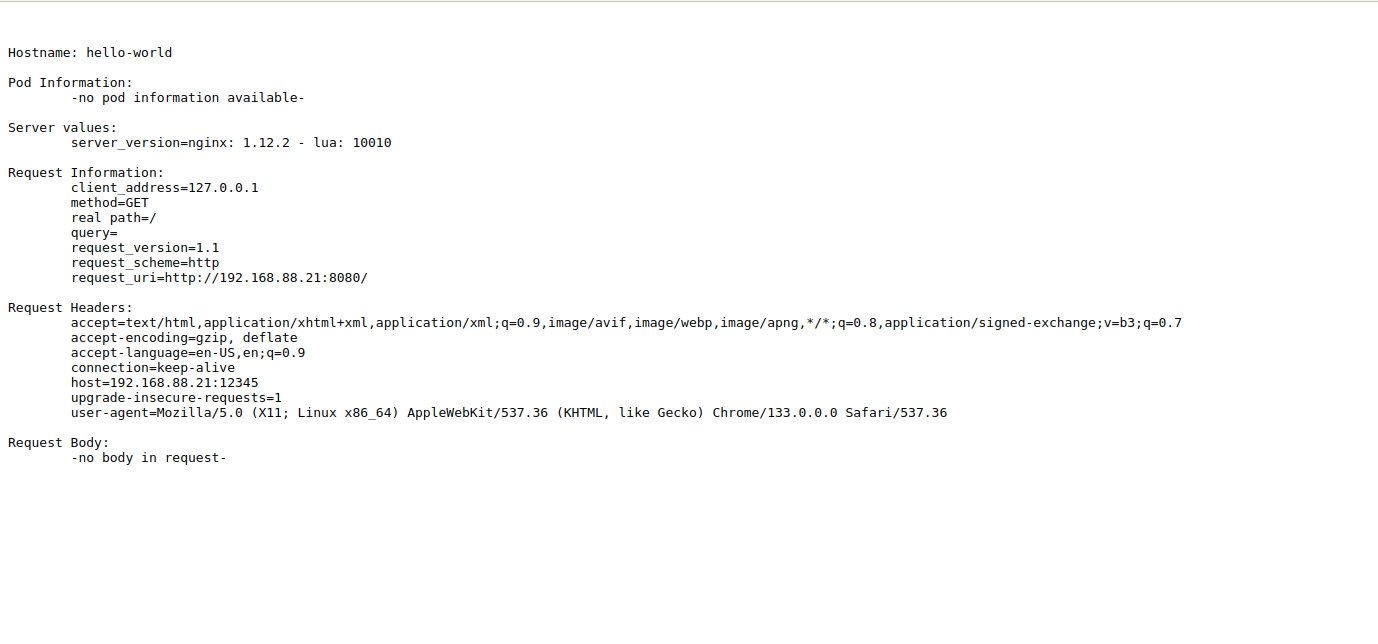 Hostname: hello-world
Pod Information:
-no pod information available-
Server values:
server_version=nginx: 1.12.2 - lua: 10010
Request Information:
client_address=127.0.0.1
method=GET
real path=/
query=
request_version=1.1
request_scheme=http
request_uri=http://192.168.88.21:8080/
Request Headers:
accept=text/html,application/xhtml+xml,application/xml;q=0.9,image/avif,image/webp,image/apng,*/*;q=0.8,application/signed-exchange;v=b3;q=0.7
accept-encoding=gzip, deflate
accept-language=en-US,en;q=0.9
connection=keep-alive
host=192.168.88.21:12345
upgrade-insecure-requests=1
user-agent=Mozilla/5.0 (X11; Linux x86_64) AppleWebKit/537.36 (KHTML, like Gecko) Chrome/133.0.0.0 Safari/537.36
Request Body:
-no body in request-